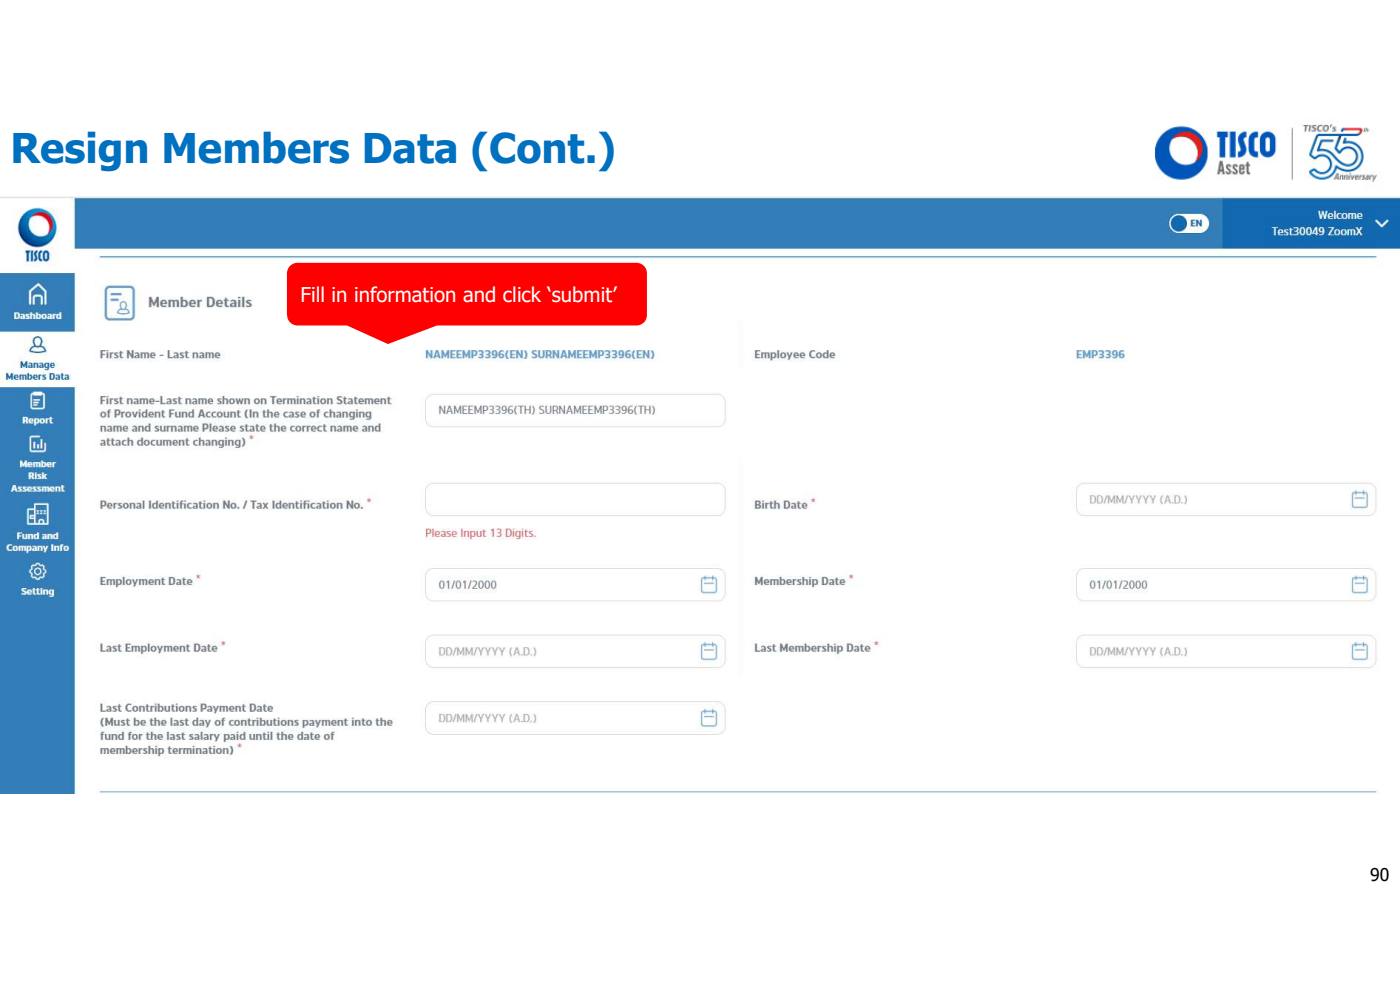 Resign Members Data (Cont.)
TISCO
Asset
TISCO's
55th
Anniversary
TISCO
EN
Welcome
Test30049 ZoomX
Dashboard
Manage
Members Data
Report
Member
Risk
Assessment
Fund and
Company Info
Setting
Member Details
Fill in information and click ‘submit’
First Name - Last name
NAMEEMP3396(EN) SURNAMEEMP3396(EN)
Employee Code
EMP3396
First name-Last name shown on Termination Statement
of Provident Fund Account (In the case of changing
name and surname Please state the correct name and
attach document changing) *
NAMEEMP3396(TH) SURNAMEEMP3396(TH)
Personal Identification No. / Tax Identification No. *
Please Input 13 Digits.
Birth Date *
DD/MM/YYYY (A.D.)
Employment Date *
01/01/2000
Membership Date *
01/01/2000
Last Employment Date *
DD/MM/YYYY (A.D.)
Last Membership Date *
DD/MM/YYYY (A.D.)
Last Contributions Payment Date
(Must be the last day of contributions payment into the
fund for the last salary paid until the date of
membership termination) *
DD/MM/YYYY (A.D.)
90